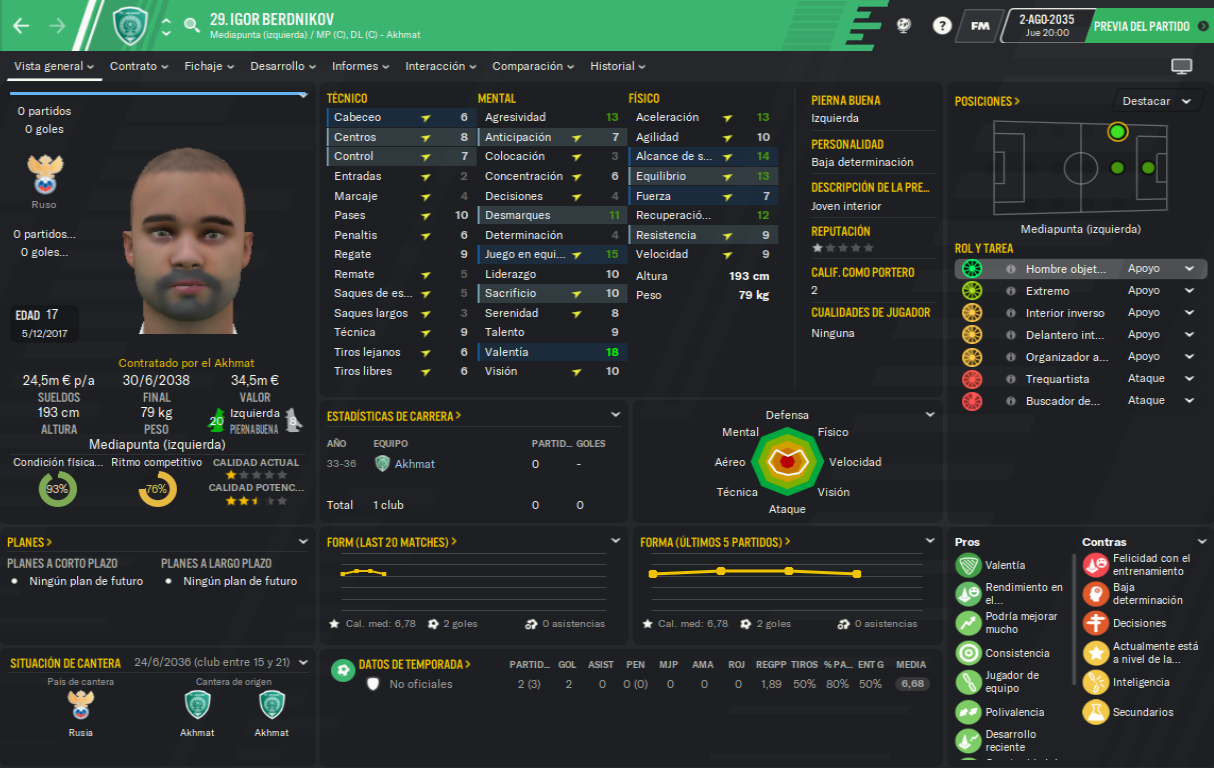 29. IGOR BERDNIKOV
Mediapunta (izquierda) / MP (C), DL (C) - Akhmat
FM
2-AGO-2035
Jue 20:00
PREVIA DEL PARTIDO
Vista general
Contrato
Fichaje
Desarrollo
Informes
Interacción
Comparación
Historial
0 partidos
0 goles
Ruso
0 partidos...
0 goles...
EDAD 17
5/12/2017
Contratado por el Akhmat
24,5m € p/a
30/6/2038
34,5m €
SUELDOS
FINAL
VALOR
193 cm
79 kg
20
Izquierda
8
ALTURA
PESO
PIERNA BUENA
Mediapunta (izquierda)
Condición física...
Ritmo competitivo
CALIDAD ACTUAL
93%
76%
CALIDAD POTENC...
TÉCNICO
Cabeceo 6
Centros 8
Control 7
Entradas 2
Marcaje 4
Pases 10
Penaltis 6
Regate 9
Remate 5
Saques de es... 5
Saques largos 3
Técnica 9
Tiros lejanos 6
Tiros libres 6
MENTAL
Agresividad 13
Anticipación 7
Colocación 3
Concentración 6
Decisiones 4
Desmarques 11
Determinación 4
Juego en equi... 15
Liderazgo 10
Sacrificio 10
Serenidad 8
Talento 9
Valentía 18
Visión 10
FÍSICO
Aceleración 13
Agilidad 10
Alcance de s... 14
Equilibrio 13
Fuerza 7
Recuperació... 12
Resistencia 9
Velocidad 9
Altura 193 cm
Peso 79 kg
PIERNA BUENA
Izquierda
PERSONALIDAD
Baja determinación
DESCRIPCIÓN DE LA PRE...
Joven interior
REPUTACIÓN
CALIF. COMO PORTERO
2
CUALIDADES DE JUGADOR
Ninguna
POSICIONES >
Destacar
Mediapunta (izquierda)
ROL Y TAREA
Hombre objet... Apoyo
Extremo Apoyo
Interior inverso Apoyo
Delantero int... Apoyo
Organizador a... Apoyo
Trequartista Ataque
Buscador de... Ataque
ESTADÍSTICAS DE CARRERA >
AÑO EQUIPO PARTID... GOLES
33-36 Akhmat 0 -
Total 1 club 0 0
Defensa
Mental
Físico
Aéreo
Velocidad
Técnica
Visión
Ataque
PLANES >
PLANES A CORTO PLAZO
PLANES A LARGO PLAZO
Ningún plan de futuro
Ningún plan de futuro
FORM (LAST 20 MATCHES) >
Cal. med: 6,78
2 goles
0 asistencias
FORMA (ÚLTIMOS 5 PARTIDOS) >
Cal. med: 6,78
2 goles
0 asistencias
SITUACIÓN DE CANTERA
24/6/2036 (club entre 15 y 21)
País de cantera
Cantera de origen
Rusia
Akhmat
Akhmat
DATOS DE TEMPORADA >
PARTID... GOL ASIST PEN MJP AMA ROJ REGPP TIROS % PA... ENT G MEDIA
No oficiales 2 (3) 2 0 0 (0) 0 0 0 1,89 50% 80% 50% 6,68
Pros
Valentía
Rendimiento en
el...
Podría mejorar
mucho
Consistencia
Jugador de
equipo
Polivalencia
Desarrollo
reciente
Contras
Felicidad con el
entrenamiento
Baja
determinación
Decisiones
Actualmente está
a nivel de la...
Inteligencia
Secundarios